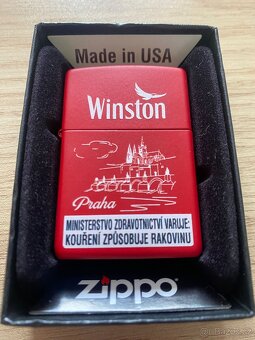 Made in USA
Winston
Praha
MINISTERSTVO ZDRAVOTNICTVÍ VARUJE:
KOUŘENÍ ZPŮSOBUJE RAKOVINU
zippo